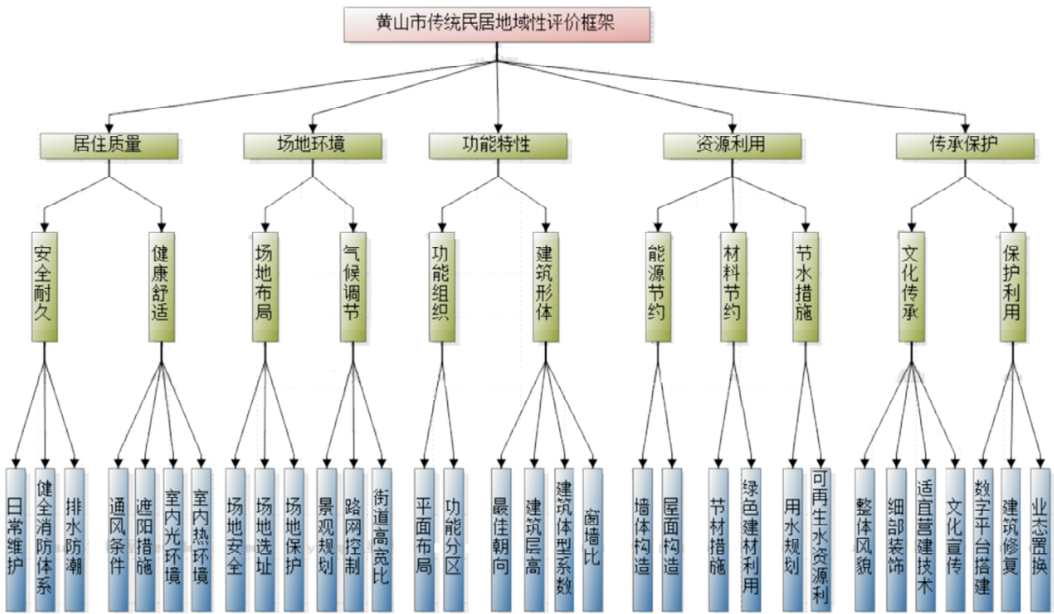 黄山市传统民居地域性评价框架
居住质量
场地环境
功能特性
资源利用
传承保护
安全耐久
健康舒适
场地布局
气候调节
功能组织
建筑形体
能源节约
材料节约
节水措施
文化传承
保护利用
日常维护
健全消防体系
排水防潮
通风条件
遮阳措施
室内光环境
室内热环境
场地安全
场地选址
场地保护
景观规划
路网控制
街道高宽比
平面布局
功能分区
最佳朝向
建筑层高
建筑体型系数
窗墙比
墙体构造
屋面构造
节材措施
绿色建材利用
用水规划
可再生水资源利
整体风貌
细部装饰
适宜营建技术
文化宣传
数字平台搭建
建筑修复
业态置换